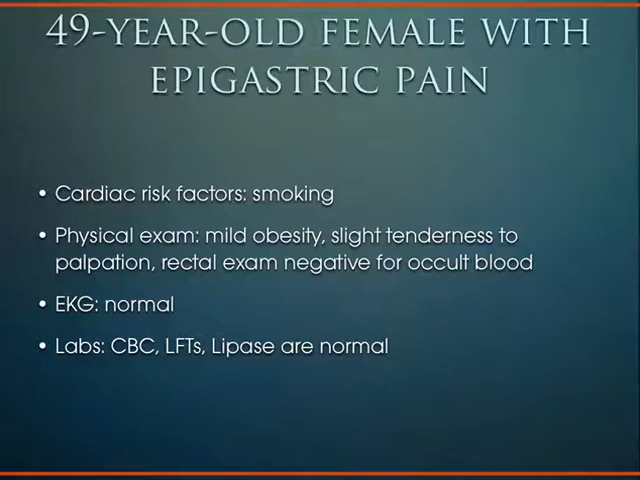 49-YEAR-OLD FEMALE WITH
EPIGASTRIC PAIN
• Cardiac risk factors: smoking
• Physical exam: mild obesity, slight tenderness to
palpation, rectal exam negative for occult blood
• EKG: normal
• Labs: CBC, LFTs, Lipase are normal